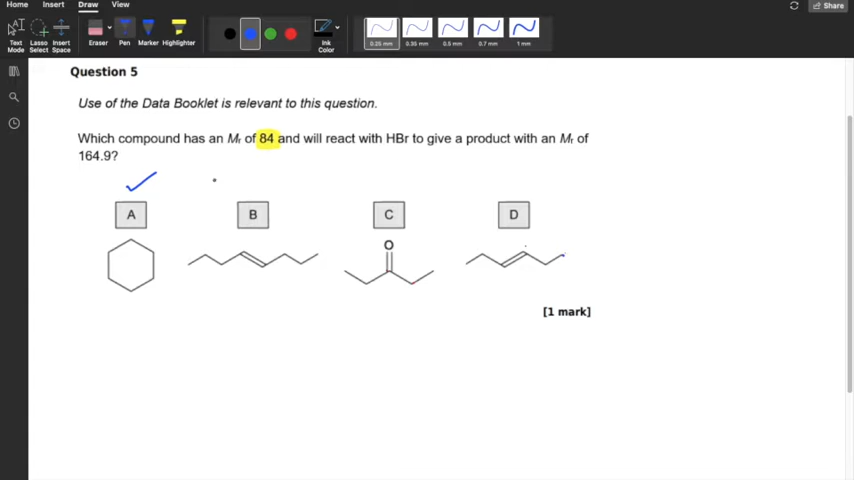 Home Insert Draw View
Share
Text Mode
Lasso Select
Insert Space
Eraser
Pen
Marker
Highlighter
Ink Color
0.25 mm
0.35 mm
0.5 mm
0.7 mm
1 mm
Question 5
Use of the Data Booklet is relevant to this question.
Which compound has an Mr of 84 and will react with HBr to give a product with an Mr of
164.9?
A B C D
O
[1 mark]